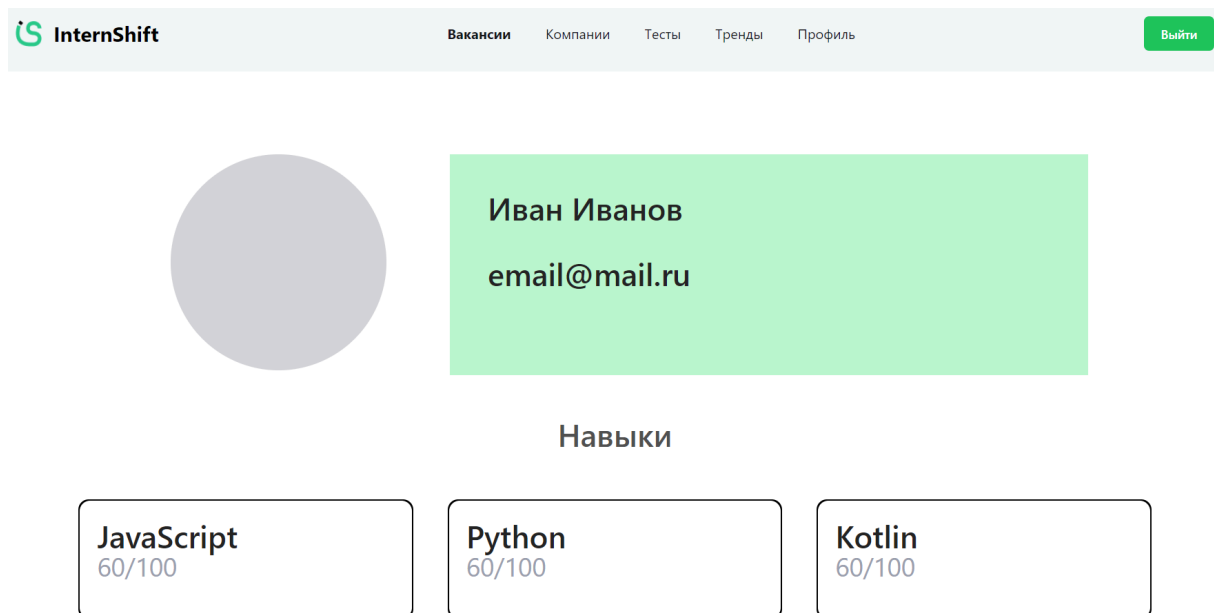 InternShift
Вакансии Компании Тесты Тренды Профиль
Выйти
Иван Иванов
email@mail.ru
Навыки
JavaScript
60/100
Python
60/100
Kotlin
60/100